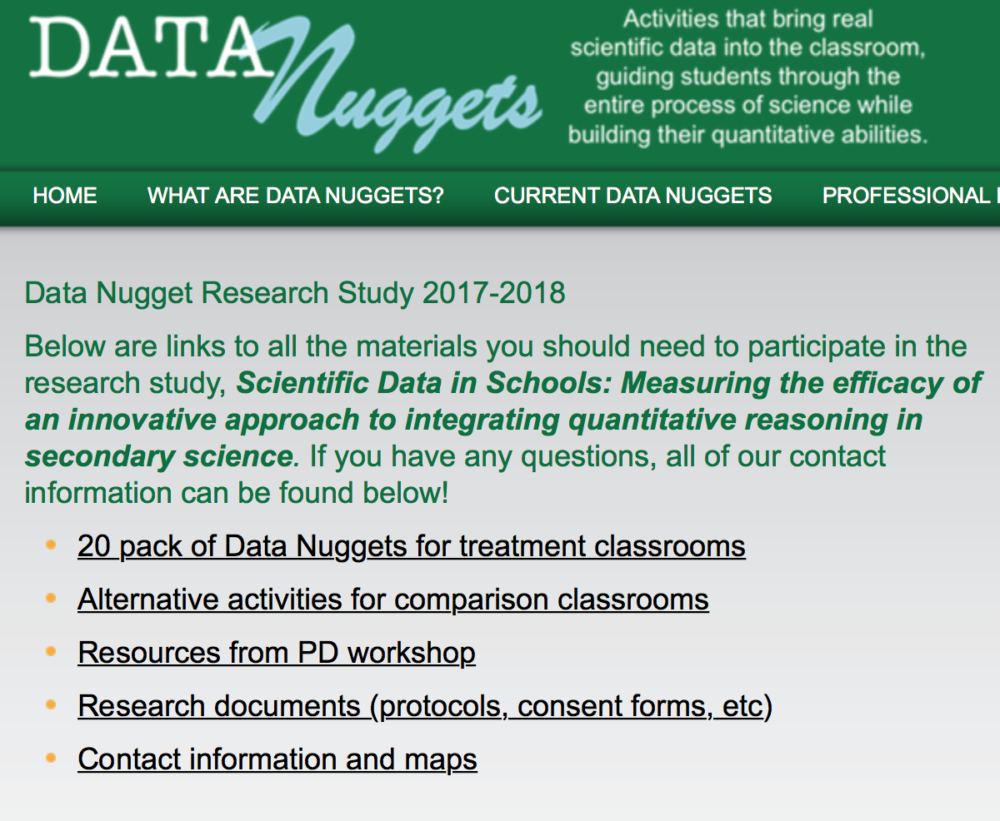 DATA Nuggets
Activities that bring real
scientific data into the classroom,
guiding students through the
entire process of science while
building their quantitative abilities.
HOME WHAT ARE DATA NUGGETS? CURRENT DATA NUGGETS PROFESSIONAL
Data Nugget Research Study 2017-2018
Below are links to all the materials you should need to participate in the
research study, Scientific Data in Schools: Measuring the efficacy of
an innovative approach to integrating quantitative reasoning in
secondary science. If you have any questions, all of our contact
information can be found below!
20 pack of Data Nuggets for treatment classrooms
Alternative activities for comparison classrooms
Resources from PD workshop
Research documents (protocols, consent forms, etc)
Contact information and maps